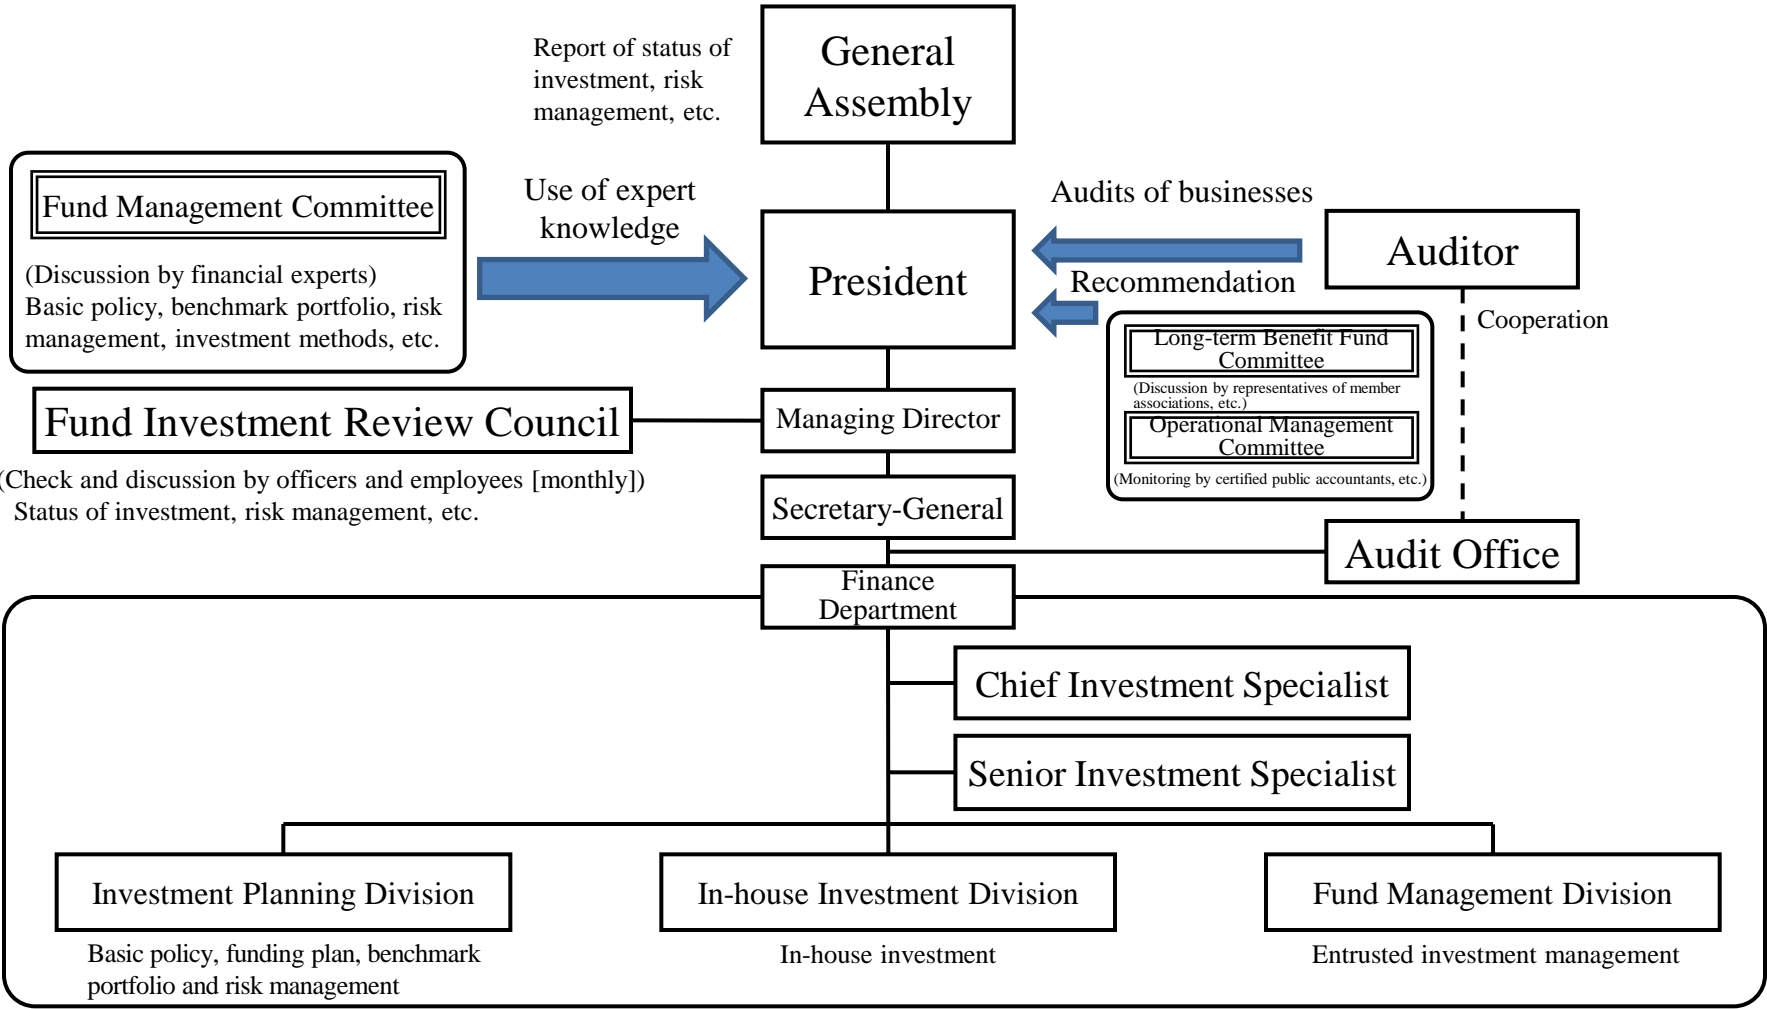 Report of status of
investment, risk
management, etc.
General
Assembly
Fund Management Committee
(Discussion by financial experts)
Basic policy, benchmark portfolio, risk
management, investment methods, etc.
Use of expert
knowledge
President
Audits of businesses
Recommendation
Auditor
Cooperation
Long-term Benefit Fund
Committee
(Discussion by representatives of member
associations, etc.)
Operational Management
Committee
(Monitoring by certified public accountants, etc.)
Fund Investment Review Council
(Check and discussion by officers and employees [monthly])
Status of investment, risk management, etc.
Managing Director
Secretary-General
Audit Office
Finance
Department
Chief Investment Specialist
Senior Investment Specialist
Investment Planning Division
Basic policy, funding plan, benchmark
portfolio and risk management
In-house Investment Division
In-house investment
Fund Management Division
Entrusted investment management